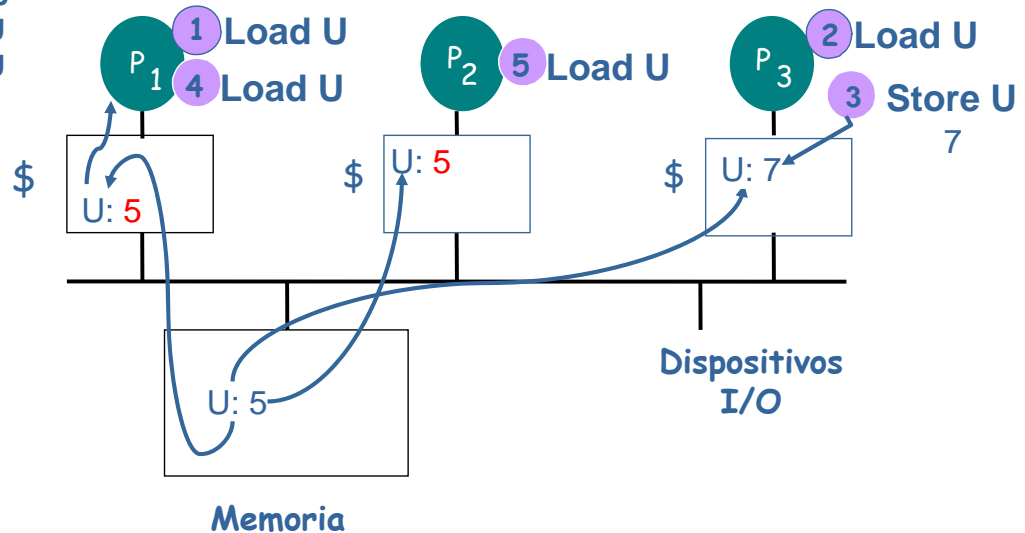 U
U
1 Load U
P1
4 Load U
P2
5 Load U
2 Load U
P3
3 Store U
7
$
U: 5
$
U: 5
$
U: 7
U: 5
Dispositivos
I/O
Memoria